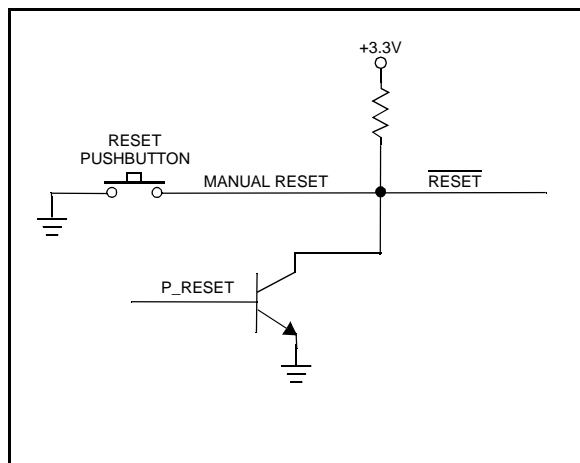 +3.3V
RESET
PUSHBUTTON
MANUAL RESET
RESET
P_RESET